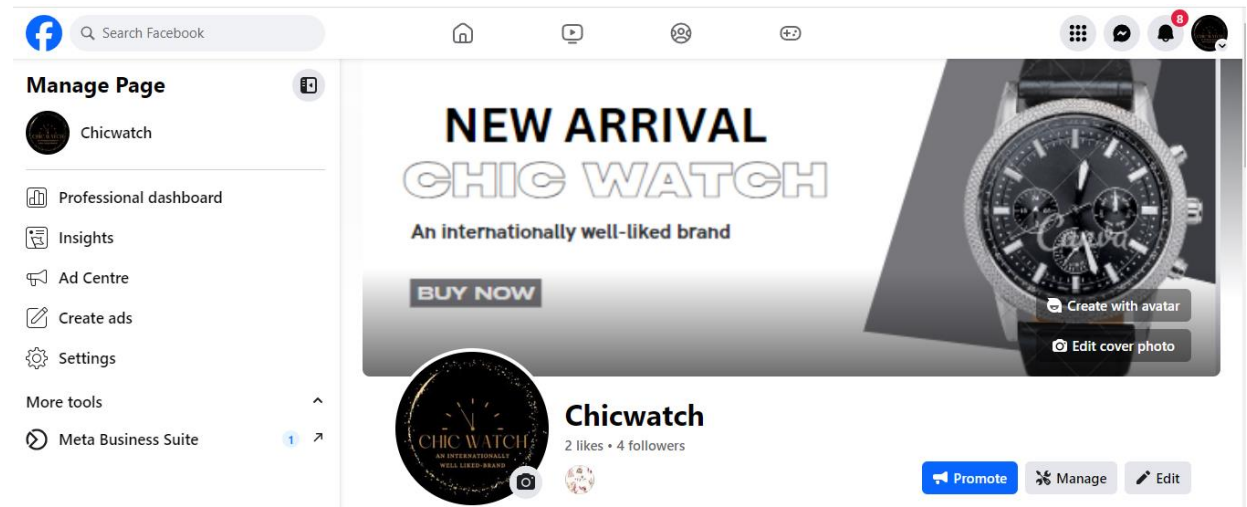 Search Facebook
8
Manage Page
Chicwatch
Professional dashboard
Insights
Ad Centre
Create ads
Settings
More tools
Meta Business Suite 1
NEW ARRIVAL
CHIC WATCH
An internationally well-liked brand
BUY NOW
Canva
Create with avatar
Edit cover photo
CHIC WATCH
AN INTERNATIONALLY
WELL LIKED-BRAND
Chicwatch
2 likes • 4 followers
Promote Manage Edit